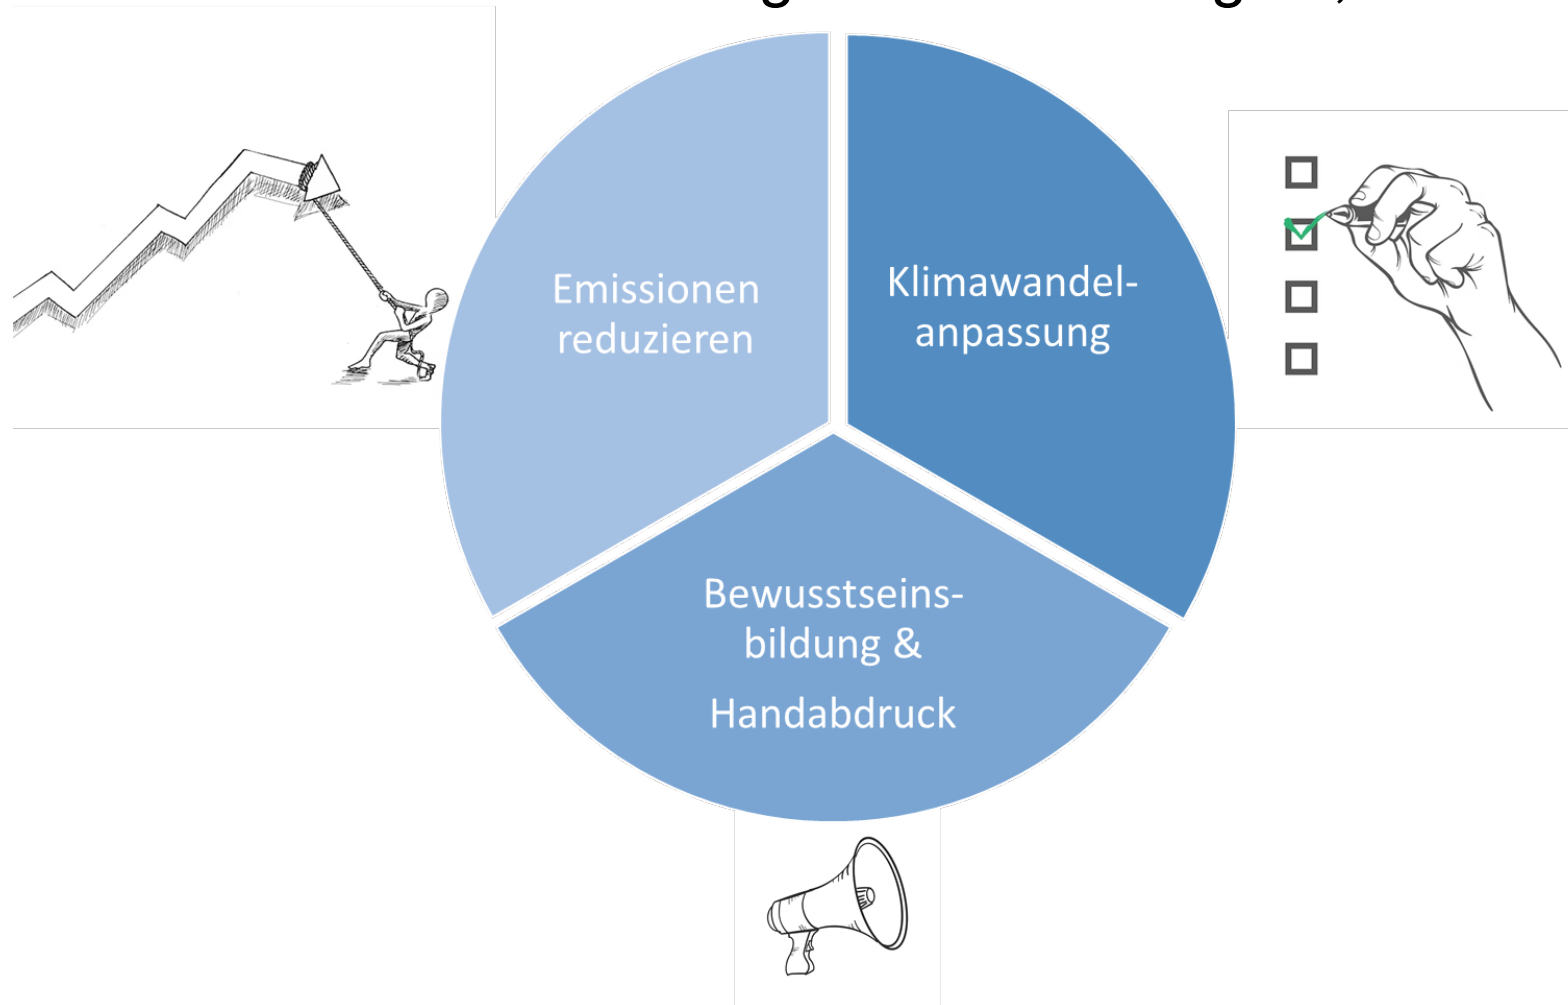 Emissionen
reduzieren
Klimawandel-
anpassung
Bewusstseins-
bildung &
Handabdruck